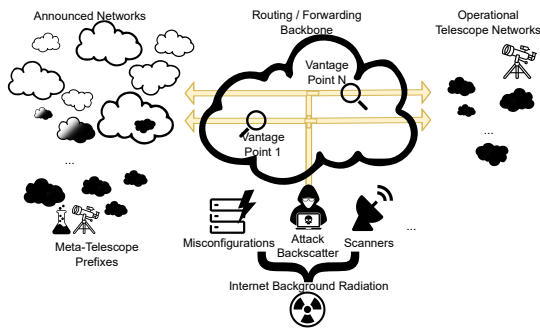 Announced Networks
Routing / Forwarding
Backbone
Operational
Telescope Networks
Vantage
Point N
Vantage
Point 1
...
...
Meta-Telescope
Prefixes
Misconfigurations
Attack
Backscatter
Scanners
...
Internet Background Radiation